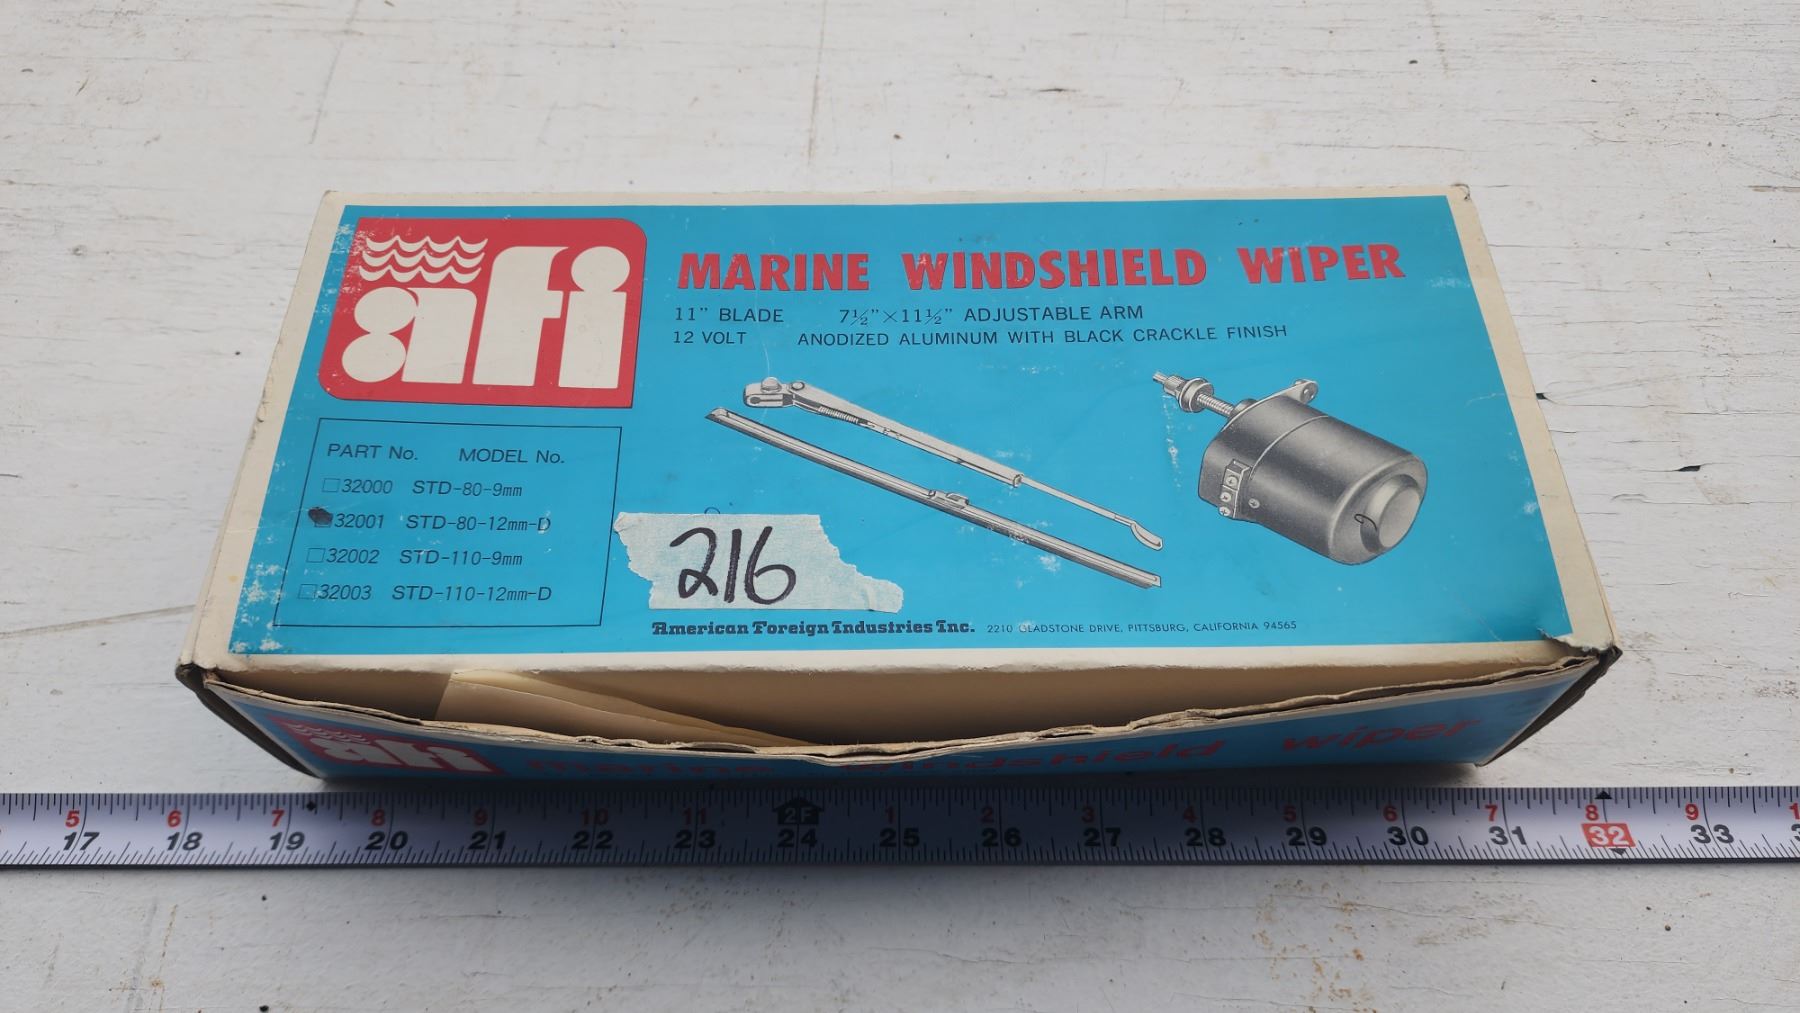 afi
MARINE WINDSHIELD WIPER
11" BLADE 7½"×11½" ADJUSTABLE ARM
12 VOLT ANODIZED ALUMINUM WITH BLACK CRACKLE FINISH
PART No. MODEL No.
32000 STD-80-9mm
32001 STD-80-12mm-D
32002 STD-110-9mm
32003 STD-110-12mm-D
216
American Foreign Industries Inc. 2210 GLADSTONE DRIVE, PITTSBURG, CALIFORNIA 94565
afi marine windshield wiper
5 6 7 8 9 10 11 2F 1 2 3 4 5 6 7 8 9 1
17 18 19 20 21 22 23 24 25 26 27 28 29 30 31 32 33